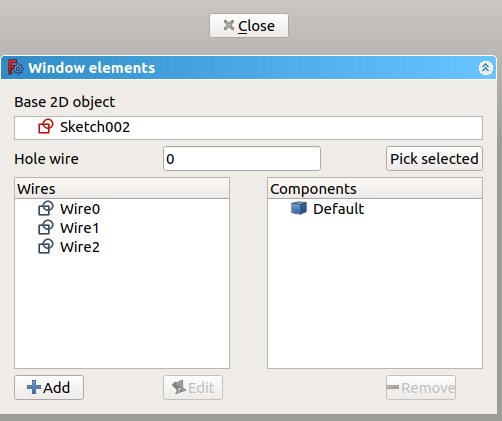 Close
Window elements
Base 2D object
Sketch002
Hole wire 0 Pick selected
Wires Components
Wire0 Default
Wire1
Wire2
Add Edit Remove